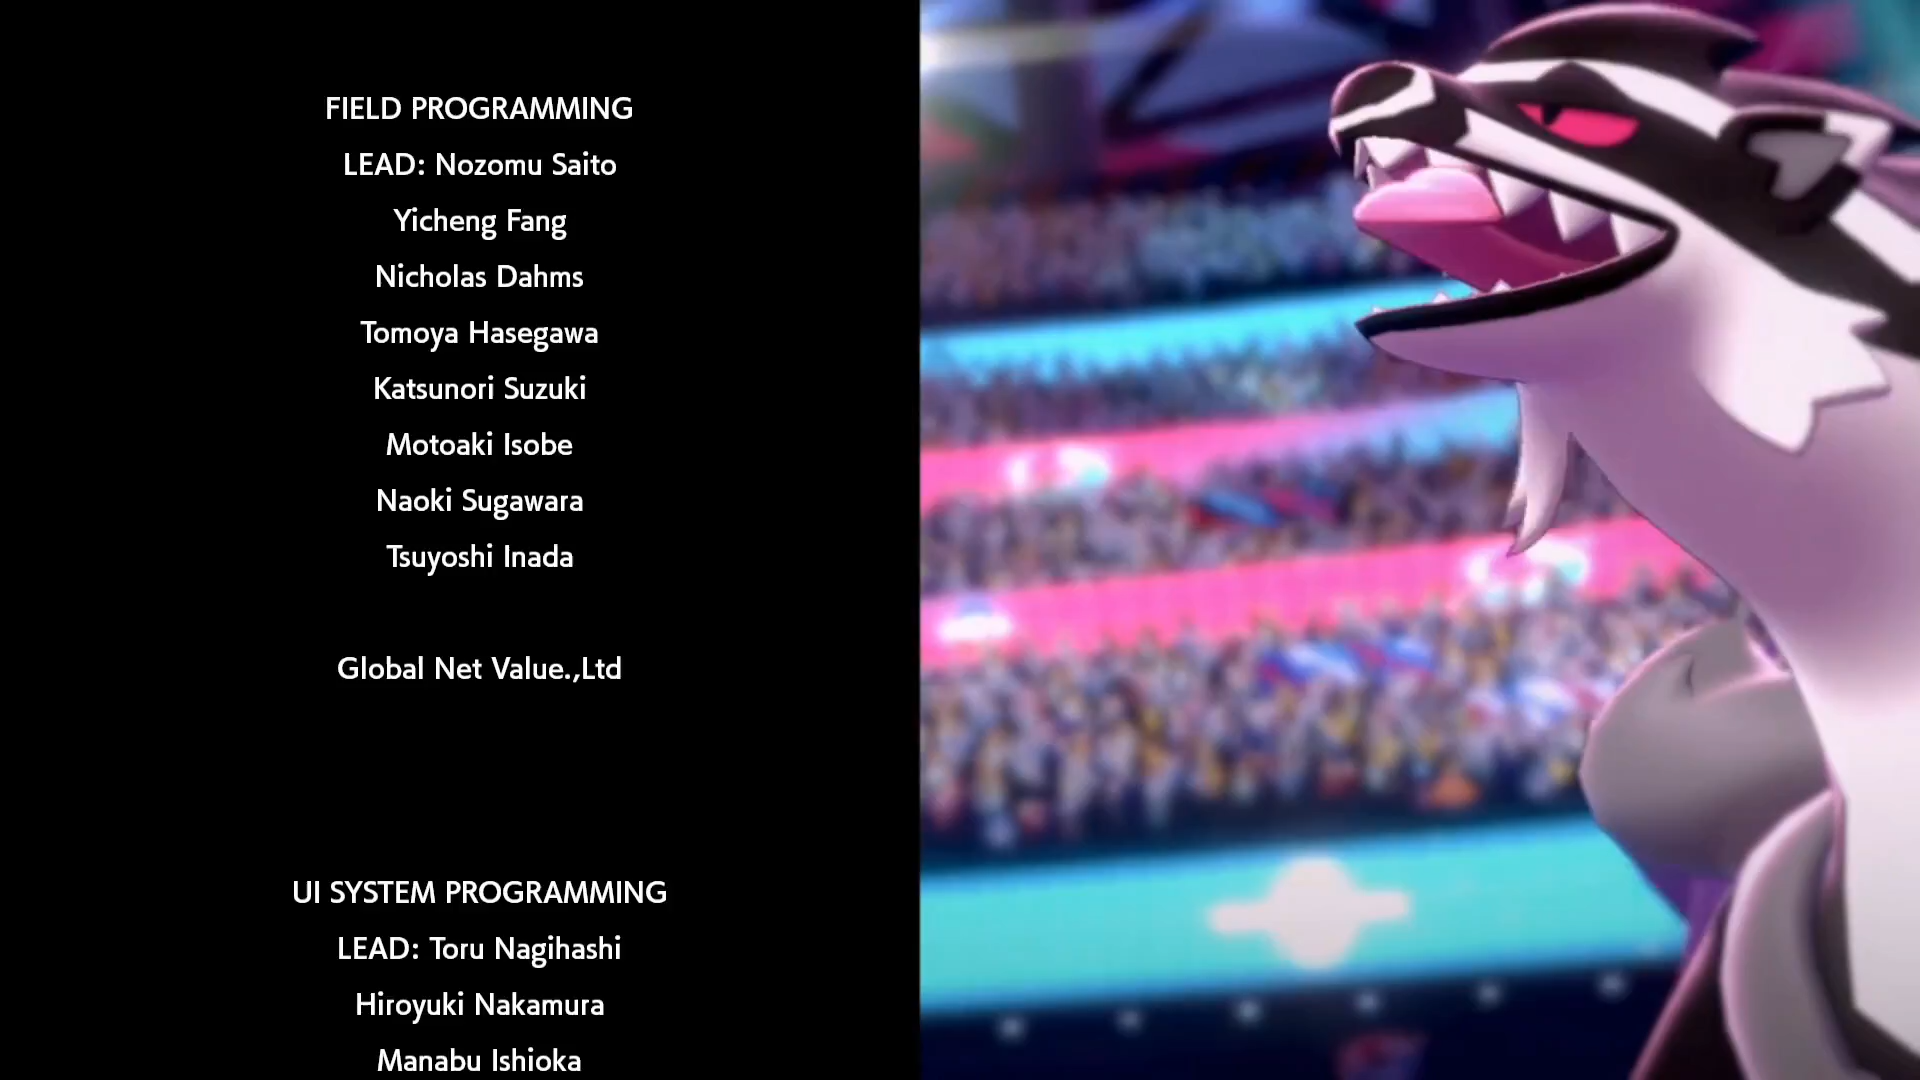 FIELD PROGRAMMING
LEAD: Nozomu Saito
Yicheng Fang
Nicholas Dahms
Tomoya Hasegawa
Katsunori Suzuki
Motoaki Isobe
Naoki Sugawara
Tsuyoshi Inada
Global Net Value.,Ltd
UI SYSTEM PROGRAMMING
LEAD: Toru Nagihashi
Hiroyuki Nakamura
Manabu Ishioka